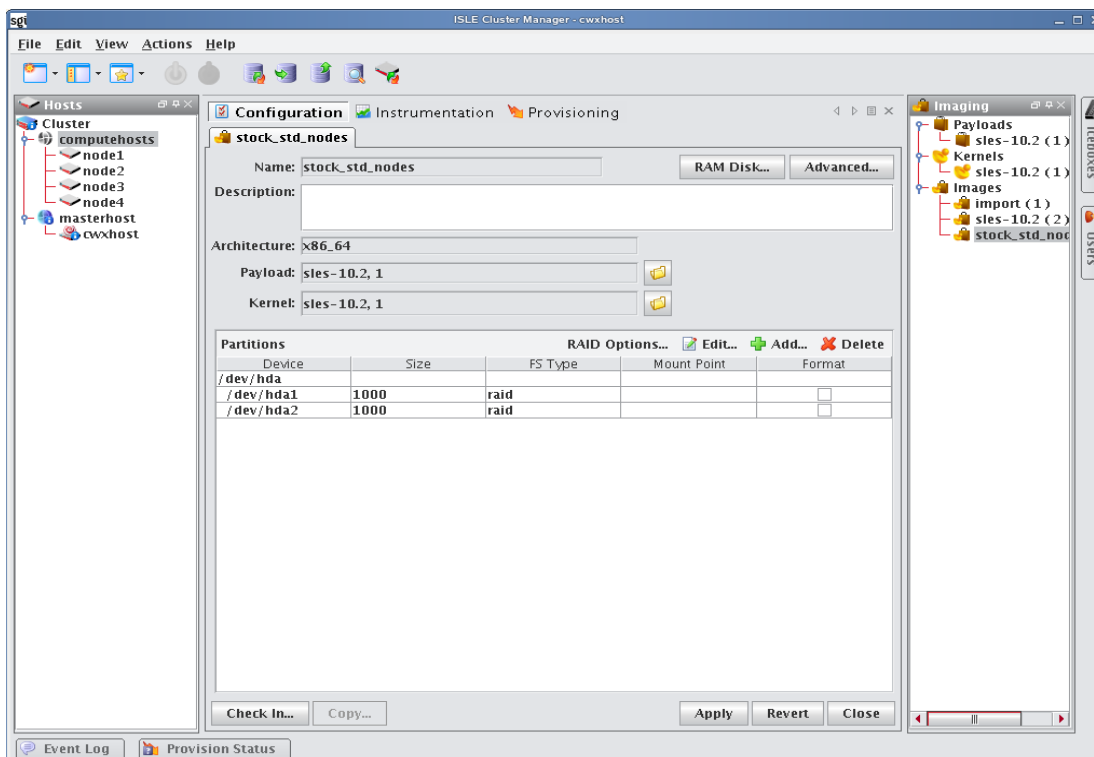 sgi
ISLE Cluster Manager - cwxhost
File Edit View Actions Help
Hosts
Cluster
computehosts
node1
node2
node3
node4
masterhost
cwxhost
Configuration Instrumentation Provisioning
stock_std_nodes
Name: stock_std_nodes RAM Disk... Advanced...
Description:
Architecture: x86_64
Payload: sles-10.2, 1
Kernel: sles-10.2, 1
Partitions RAID Options... Edit... Add... Delete
Device Size FS Type Mount Point Format
/dev/hda
/dev/hda1 1000 raid
/dev/hda2 1000 raid
Check In... Copy... Apply Revert Close
Imaging
Payloads
sles-10.2 (1)
Kernels
sles-10.2 (1)
Images
import (1)
sles-10.2 (2)
stock_std_noc
Iceboxes
Users
Event Log Provision Status